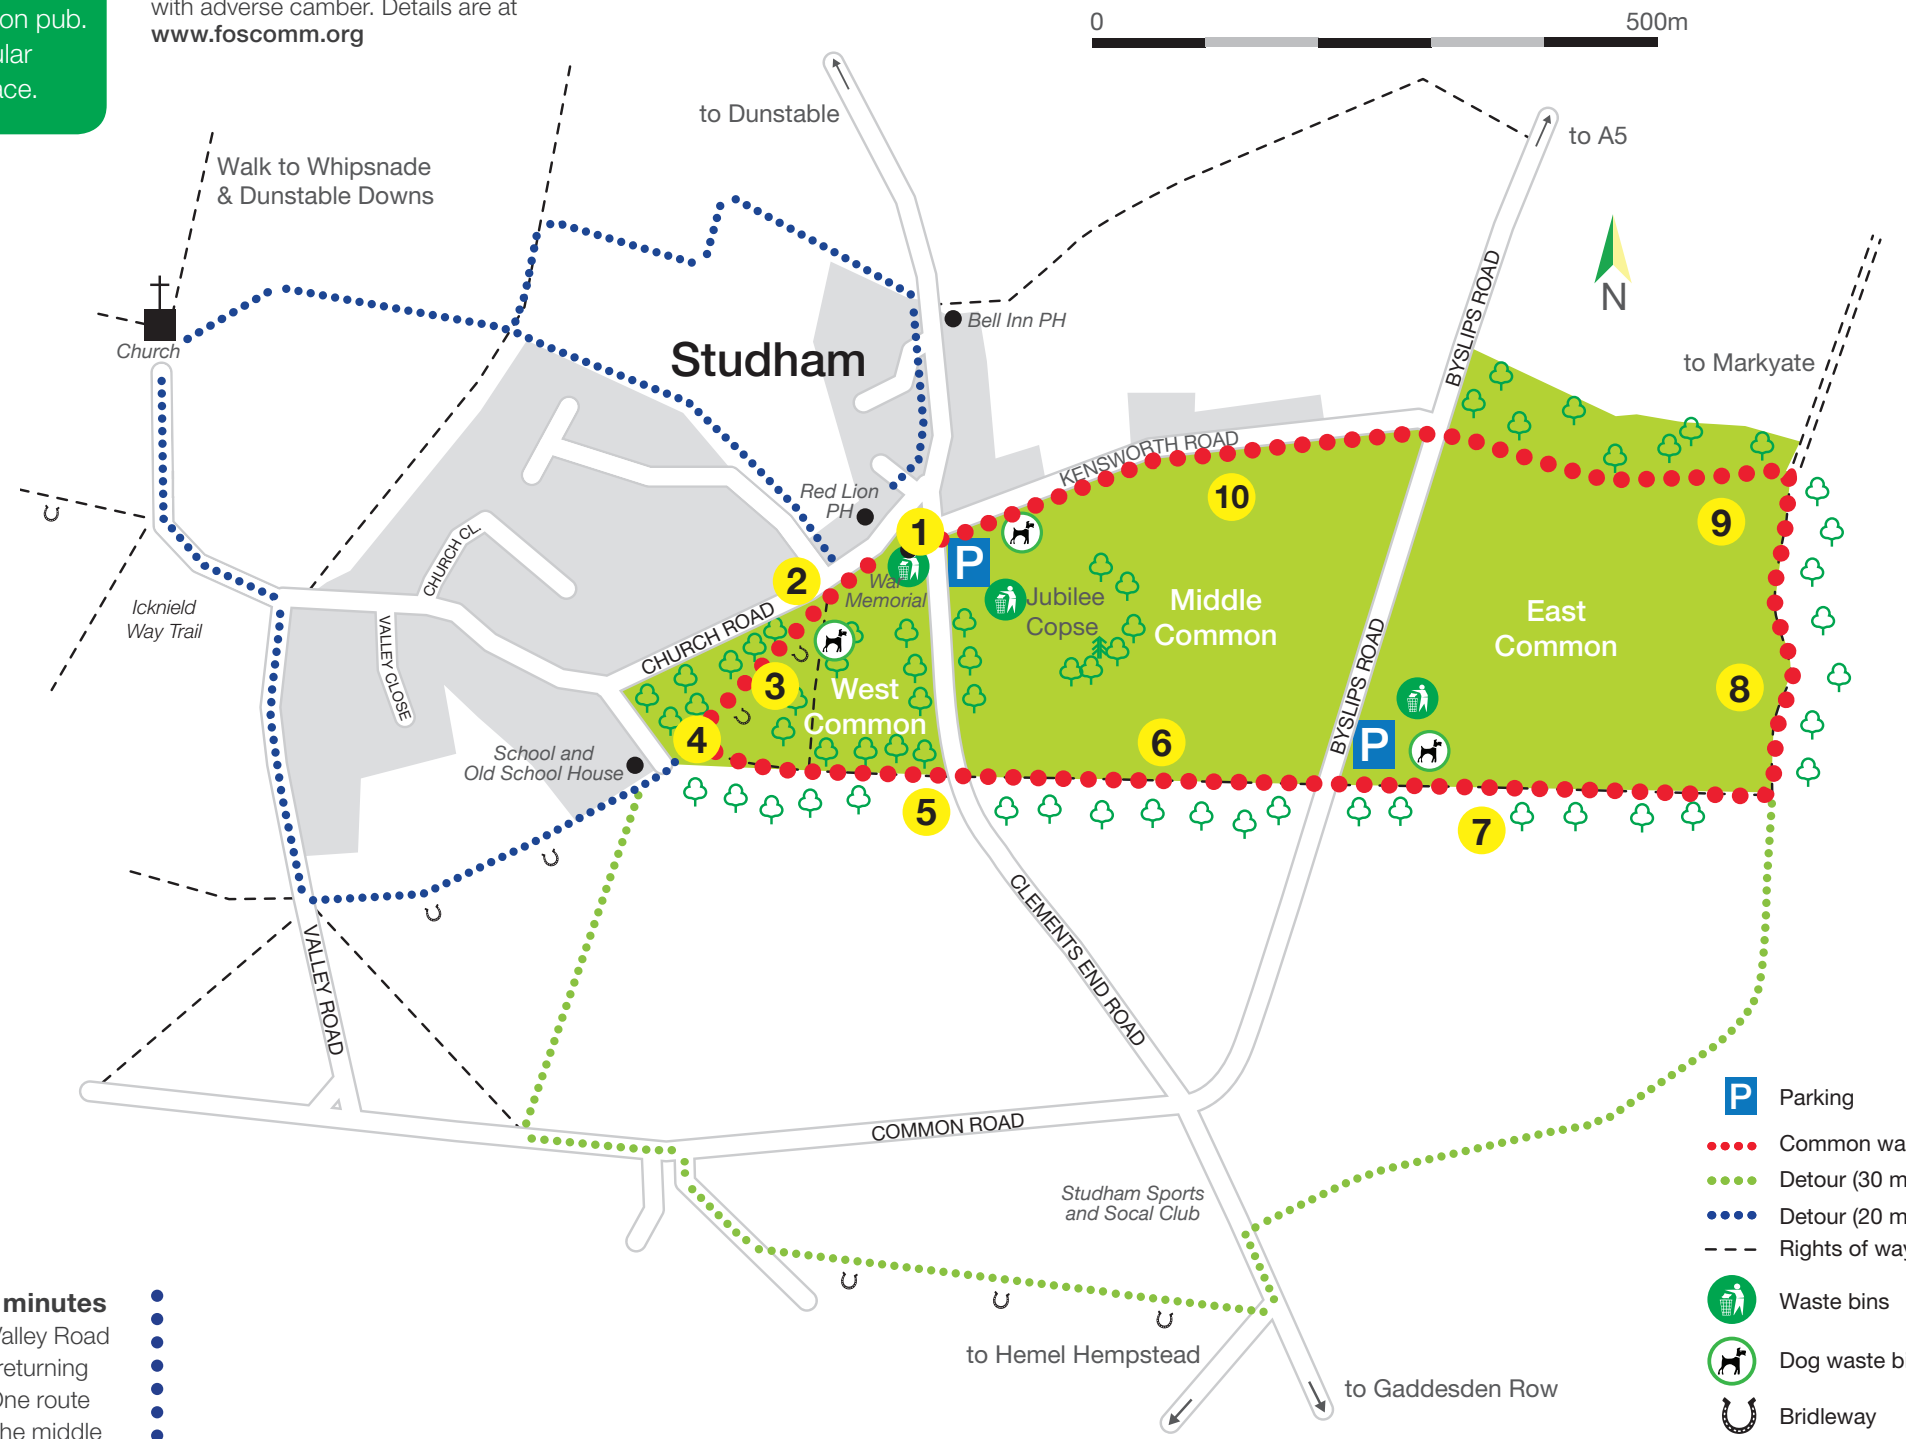 on pub.
ular
ace.
with adverse camber. Details are at
www.foscomm.org
0 500m
to Dunstable
to A5
Walk to Whipsnade
& Dunstable Downs
N
BYSLIPS ROAD
Bell Inn PH
Church
Studham
to Markyate
KENSWORTH ROAD
Red Lion
PH
1
10
9
CHURCH CL.
2
P
Icknield
Way Trail
War
Memorial
Jubilee
Copse
Middle
Common
East
Common
CHURCH ROAD
VALLEY CLOSE
3
West
Common
BYSLIPS ROAD
8
4
School and
Old School House
6
P
5
7
CLEMENTS END ROAD
VALLEY ROAD
COMMON ROAD
Studham Sports
and Socal Club
to Hemel Hempstead
to Gaddesden Row
P Parking
Common wa
Detour (30 m
Detour (20 m
Rights of way
Waste bins
Dog waste b
Bridleway
minutes
Valley Road
returning
One route
the middle